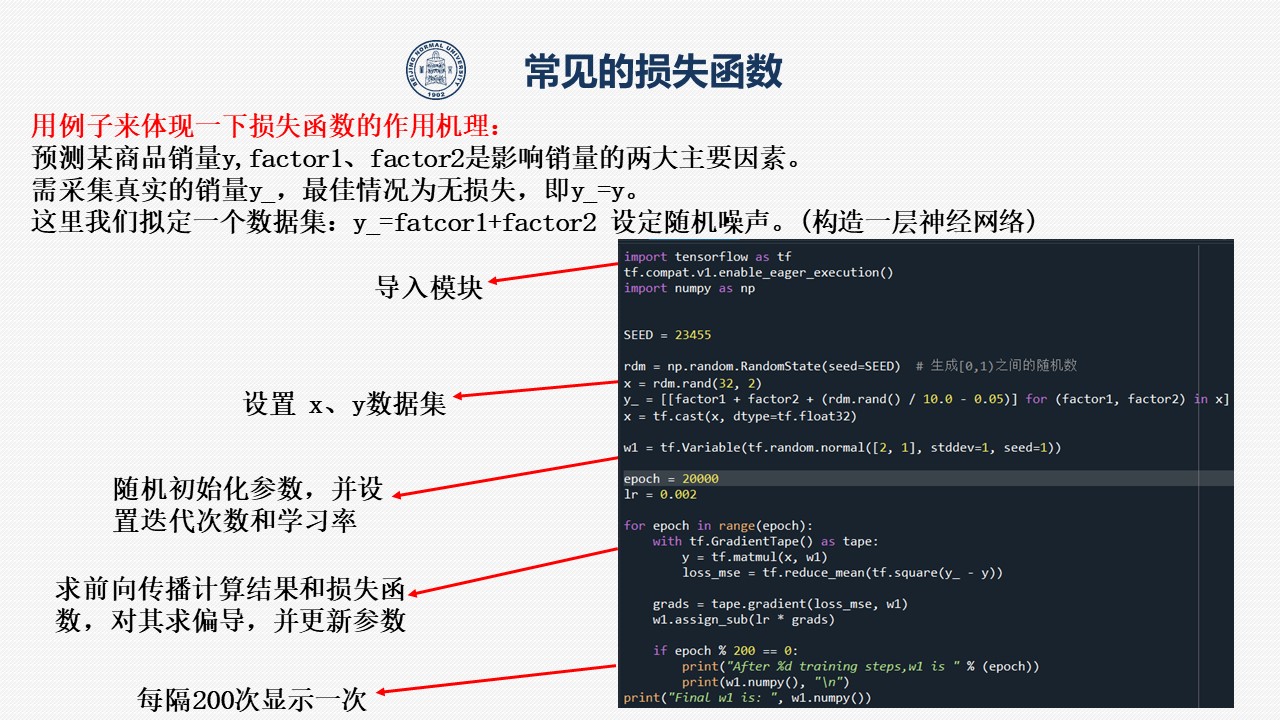 BEIJING NORMAL UNIVERSITY
1902
常见的损失函数
用例子来体现一下损失函数的作用机理:
预测某商品销量y,factor1、factor2是影响销量的两大主要因素。
需采集真实的销量y_，最佳情况为无损失，即y_=y。
这里我们拟定一个数据集：y_=fatcor1+factor2 设定随机噪声。(构造一层神经网络)
导入模块
设置 x、y数据集
随机初始化参数，并设
置迭代次数和学习率
求前向传播计算结果和损失函
数，对其求偏导，并更新参数
每隔200次显示一次
import tensorflow as tf
tf.compat.v1.enable_eager_execution()
import numpy as np
SEED = 23455
rdm = np.random.RandomState(seed=SEED)  # 生成[0,1)之间的随机数
x = rdm.rand(32, 2)
y_ = [[factor1 + factor2 + (rdm.rand() / 10.0 - 0.05)] for (factor1, factor2) in x]
x = tf.cast(x, dtype=tf.float32)
w1 = tf.Variable(tf.random.normal([2, 1], stddev=1, seed=1))
epoch = 20000
lr = 0.002
for epoch in range(epoch):
    with tf.GradientTape() as tape:
        y = tf.matmul(x, w1)
        loss_mse = tf.reduce_mean(tf.square(y_ - y))
    grads = tape.gradient(loss_mse, w1)
    w1.assign_sub(lr * grads)
    if epoch % 200 == 0:
        print("After %d training steps,w1 is " % (epoch))
        print(w1.numpy(), "\n")
print("Final w1 is: ", w1.numpy())